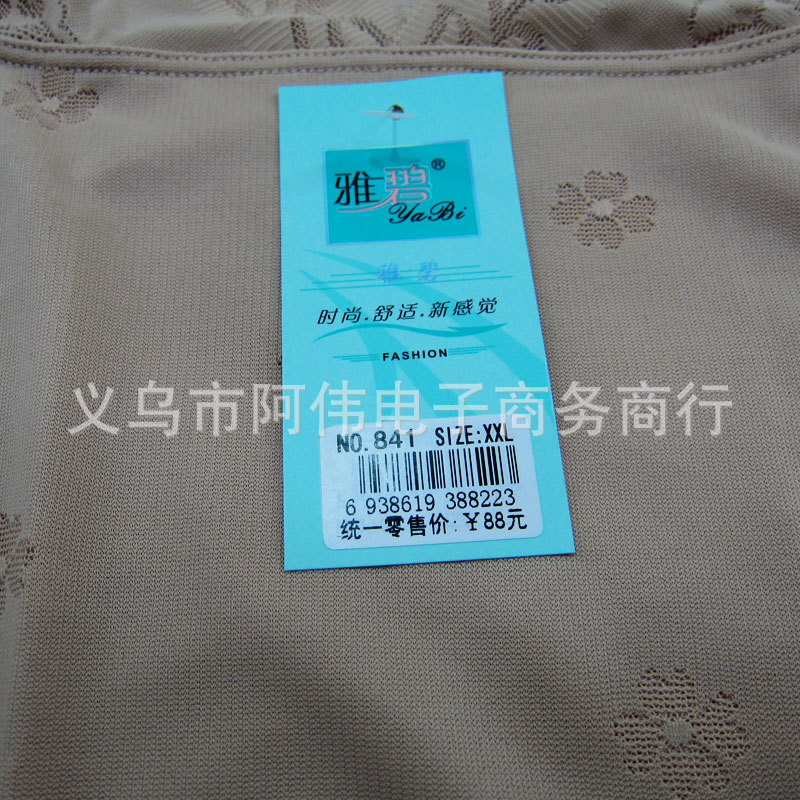 雅碧®
YaBi
雅碧
时尚.舒适.新感觉
FASHION
义乌市阿伟电子商务商行
NO.841 SIZE:XXL
6 938619 388223
统一零售价:￥88元